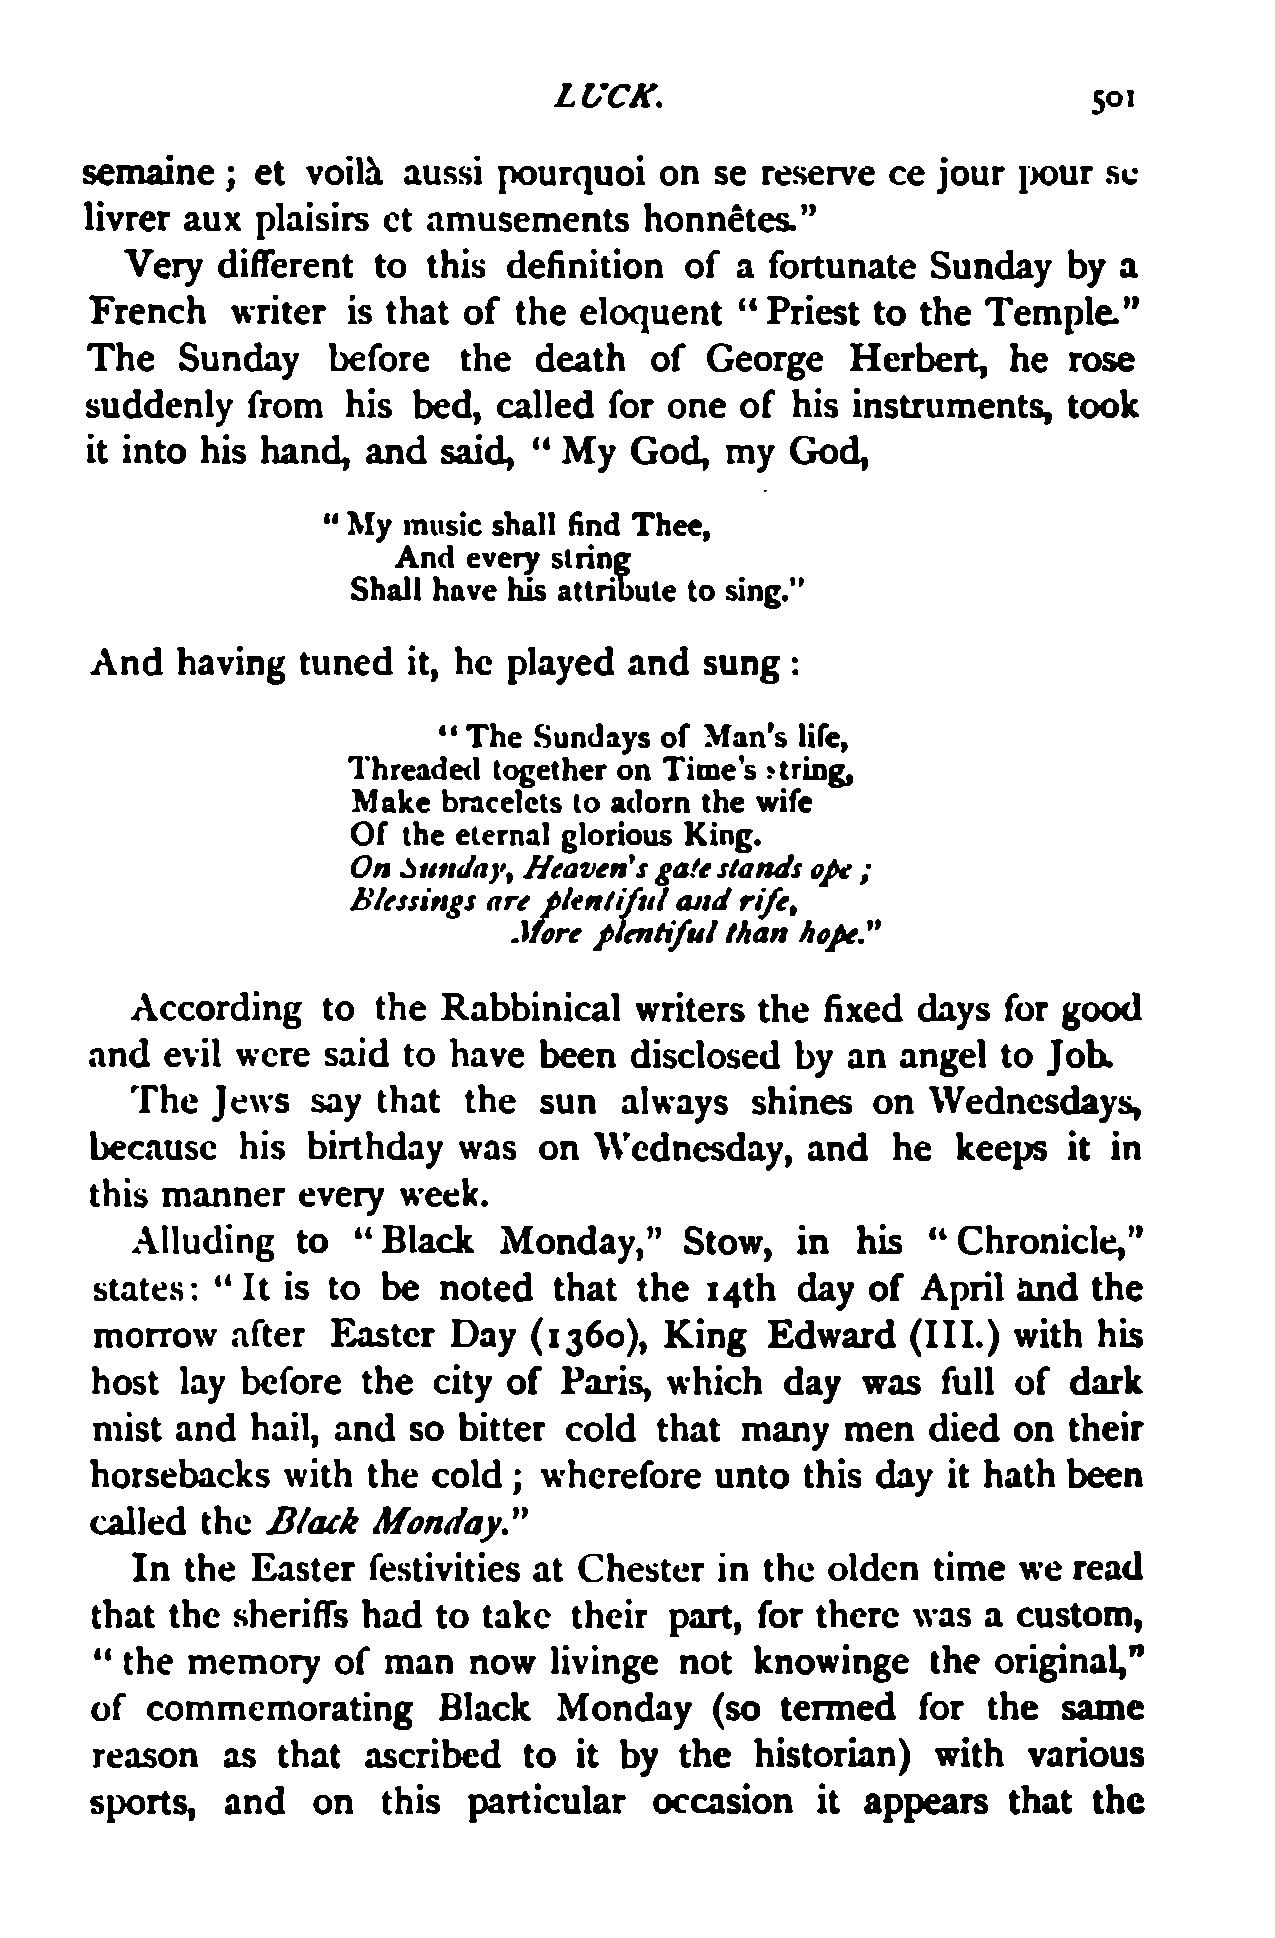 LUCK. 501
semaine ; et voilà aussi pourquoi on se reserve ce jour pour se
livrer aux plaisirs et amusements honnêtes."
Very different to this definition of a fortunate Sunday by a
French writer is that of the eloquent " Priest to the Temple."
The Sunday before the death of George Herbert, he rose
suddenly from his bed, called for one of his instruments, took
it into his hand, and said, " My God, my God,
" My music shall find Thee,
And every string
Shall have his attribute to sing."
And having tuned it, he played and sung :
" The Sundays of Man's life,
Threaded together on Time's string,
Make bracelets to adorn the wife
Of the eternal glorious King.
On Sunday, Heaven's gate stands ope ;
Blessings are plentiful and rife,
More plentiful than hope."
According to the Rabbinical writers the fixed days for good
and evil were said to have been disclosed by an angel to Job.
The Jews say that the sun always shines on Wednesdays,
because his birthday was on Wednesday, and he keeps it in
this manner every week.
Alluding to " Black Monday," Stow, in his " Chronicle,"
states: " It is to be noted that the 14th day of April and the
morrow after Easter Day (1360), King Edward (III.) with his
host lay before the city of Paris, which day was full of dark
mist and hail, and so bitter cold that many men died on their
horsebacks with the cold ; wherefore unto this day it hath been
called the Black Monday."
In the Easter festivities at Chester in the olden time we read
that the sheriffs had to take their part, for there was a custom,
" the memory of man now livinge not knowinge the original,"
of commemorating Black Monday (so termed for the same
reason as that ascribed to it by the historian) with various
sports, and on this particular occasion it appears that the